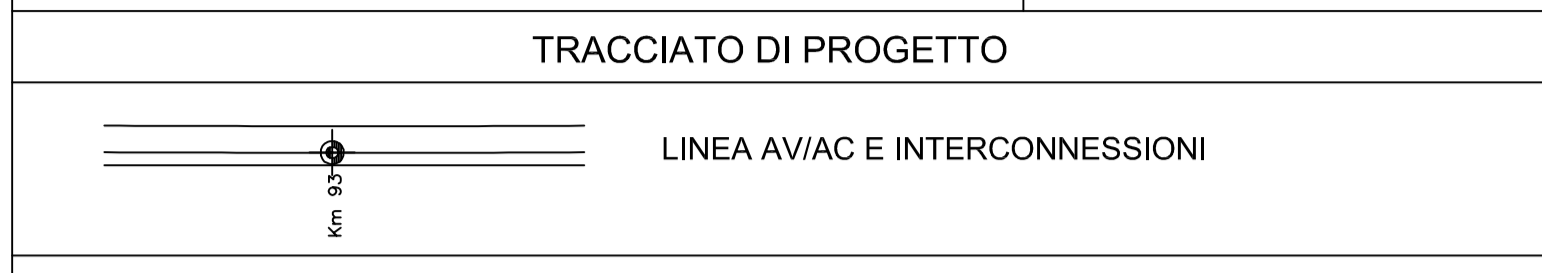 TRACCIATO DI PROGETTO
LINEA AV/AC E INTERCONNESSIONI
Km 93